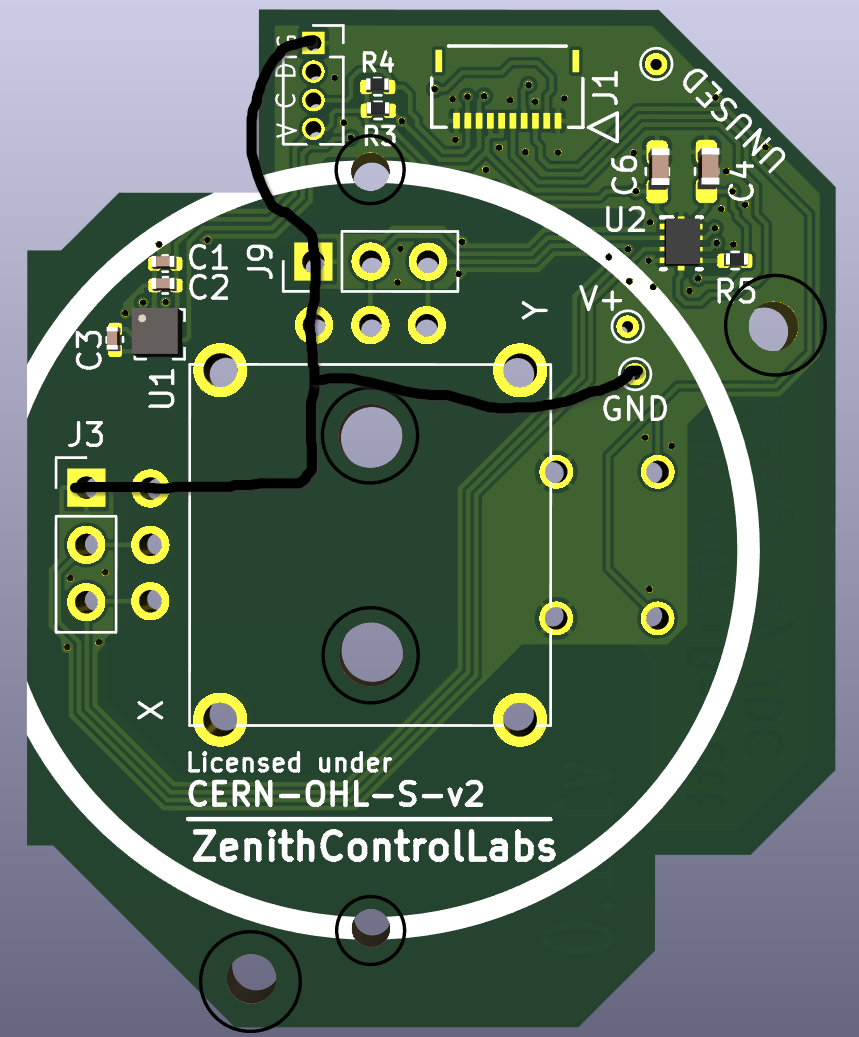 G
D
C
V
R4
R3
J1
UNUSED
C6
C4
U2
R5
V+
GND
J9
C1
C2
C3
U1
Y
J3
X
Licensed under
CERN-OHL-S-v2
ZenithControlLabs